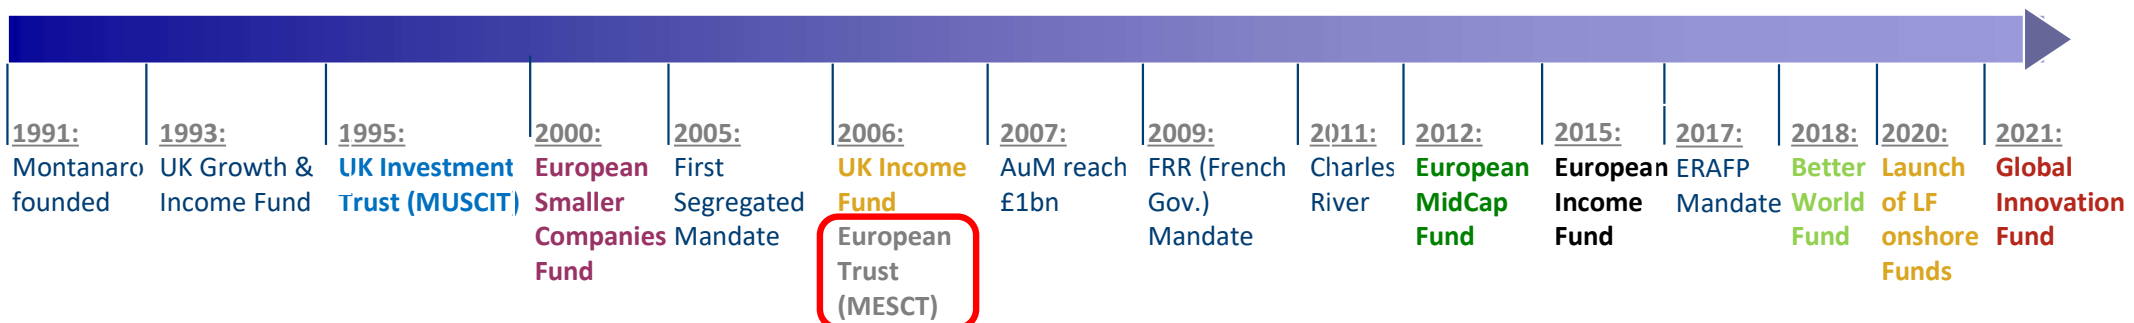 1991:
Montanaro
founded
1993:
UK Growth &
Income Fund
1995:
UK Investment
Trust (MUSCIT)
2000:
European
Smaller
Companies
Fund
2005:
First
Segregated
Mandate
2006:
UK Income
Fund
European
Trust
(MESCT)
2007:
AuM reach
£1bn
2009:
FRR (French
Gov.)
Mandate
2011:
Charles
River
2012:
European
MidCap
Fund
2015:
European
Income
Fund
2017:
ERAFP
Mandate
2018:
Better
World
Fund
2020:
Launch
of LF
onshore
Funds
2021:
Global
Innovation
Fund